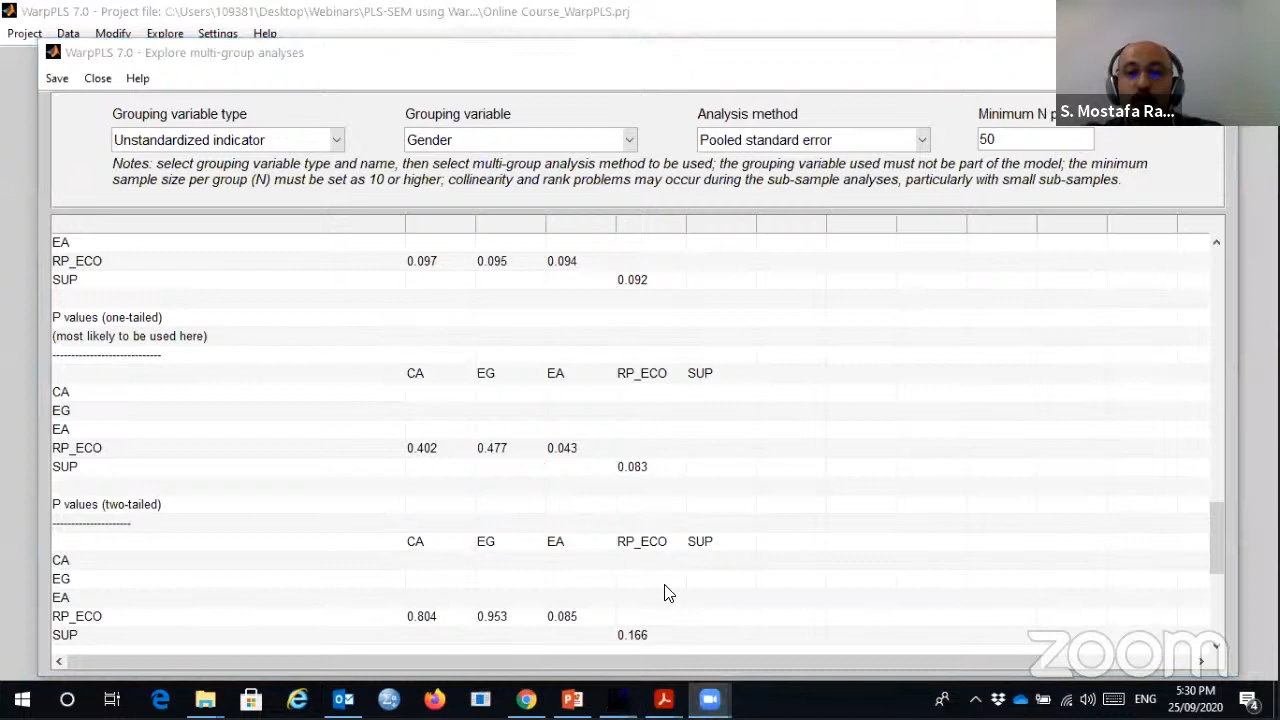 WarpPLS 7.0 - Project file: C:\Users\109381\Desktop\Webinars\PLS-SEM using War...\Online Course_WarpPLS.prj
Project Data Modify Explore Settings Help
WarpPLS 7.0 - Explore multi-group analyses
Save Close Help
S. Mostafa Ra...
Grouping variable type Grouping variable Analysis method Minimum N p
Unstandardized indicator Gender Pooled standard error 50
Notes: select grouping variable type and name, then select multi-group analysis method to be used; the grouping variable used must not be part of the model; the minimum
sample size per group (N) must be set as 10 or higher; collinearity and rank problems may occur during the sub-sample analyses, particularly with small sub-samples.
EA
RP_ECO 0.097 0.095 0.094
SUP 0.092
P values (one-tailed)
(most likely to be used here)
----------------------------
CA EG EA RP_ECO SUP
CA
EG
EA
RP_ECO 0.402 0.477 0.043
SUP 0.083
P values (two-tailed)
--------------------
CA EG EA RP_ECO SUP
CA
EG
EA
RP_ECO 0.804 0.953 0.085
SUP 0.166
zoom
ENG 5:30 PM
25/09/2020
4